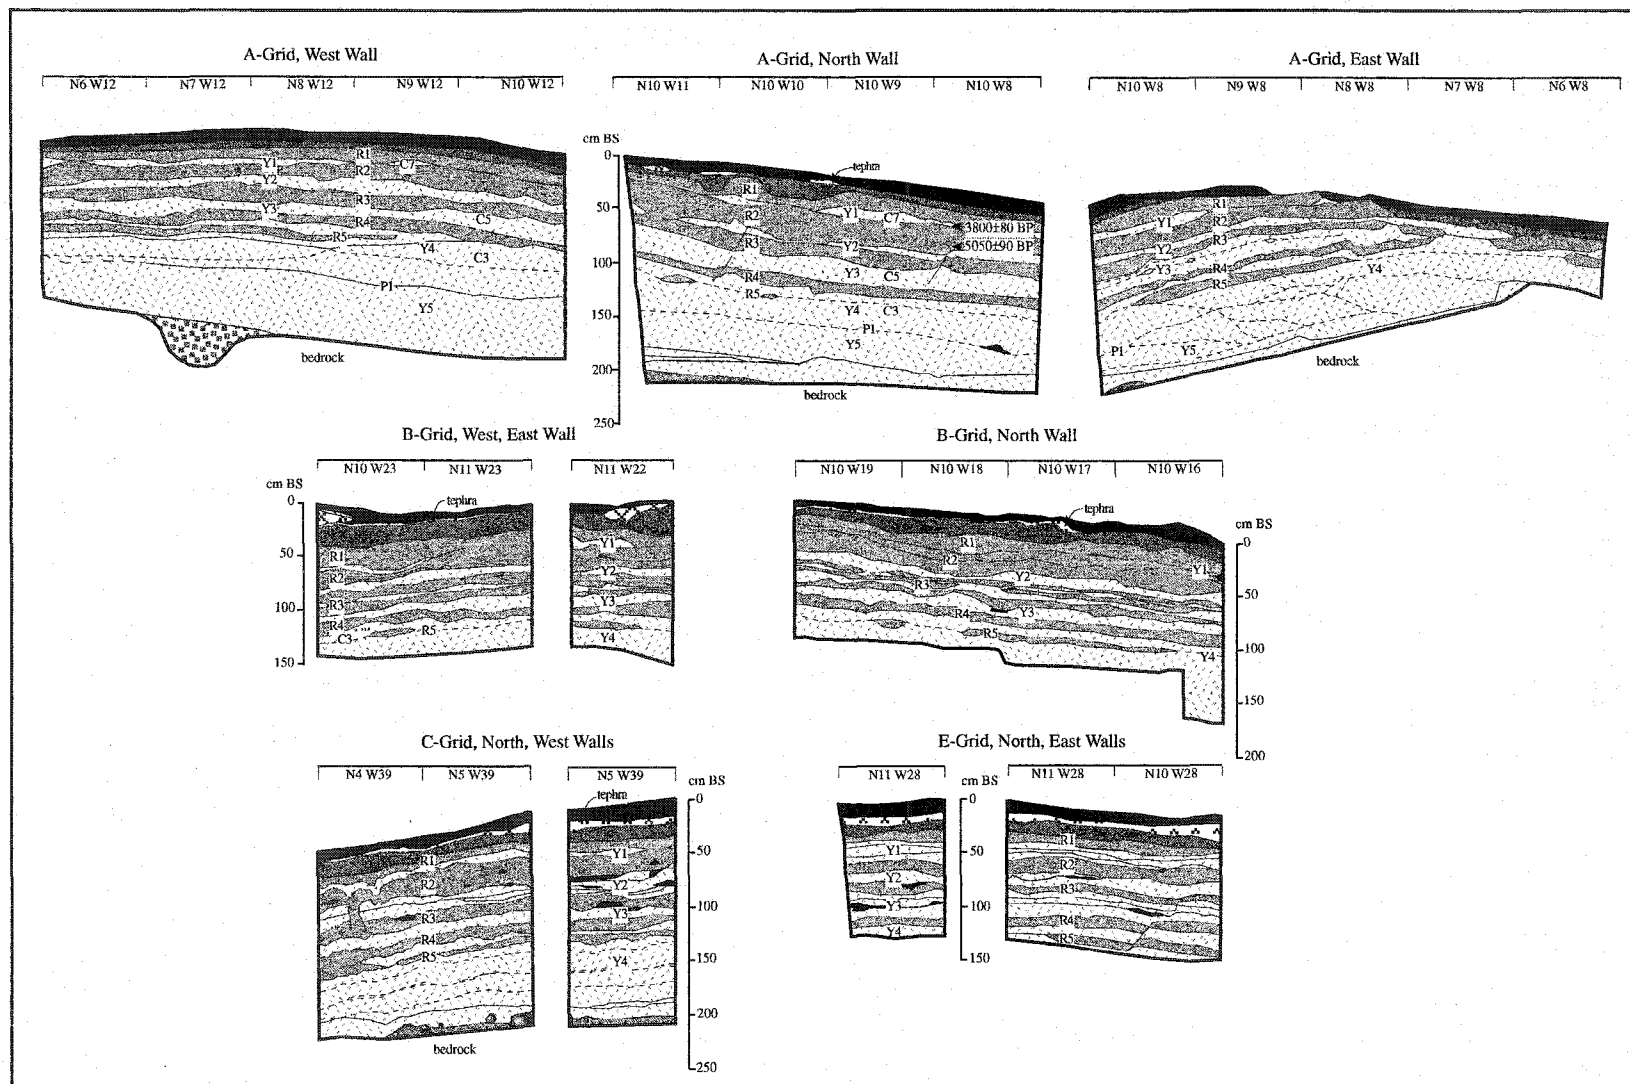 A-Grid, West Wall
N6 W12 N7 W12 N8 W12 N9 W12 N10 W12
R1
Y1 R2 C7
Y2
R3
Y3 C5
R4
R5 Y4
C3
P1
Y5
bedrock
A-Grid, North Wall
N10 W11 N10 W10 N10 W9 N10 W8
cm BS
0
50
100
150
200
250
tephra
R1
R2 Y1 C7
3800±80 BP
R3 Y2 5050±90 BP
R4 Y3 C5
R5
Y4 C3
P1
Y5
bedrock
A-Grid, East Wall
N10 W8 N9 W8 N8 W8 N7 W8 N6 W8
R1
Y1 R2
R3
Y2
Y3 R4 Y4
R5
P1 Y5
bedrock
B-Grid, West, East Wall
N10 W23 N11 W23 N11 W22
cm BS
0
50
100
150
tephra
R1
R2
R3
R4
C3 R5
Y1
Y2
Y3
Y4
B-Grid, North Wall
N10 W19 N10 W18 N10 W17 N10 W16
tephra
cm BS
0
50
100
150
200
R1
R2
Y1
R3 Y2
R4 Y3
R5
Y4
C-Grid, North, West Walls
N4 W39 N5 W39 N5 W39
tephra
cm BS
0
50
100
150
200
250
R1
R2
R3
R4
R5
bedrock
Y1
Y2
Y3
Y4
E-Grid, North, East Walls
N11 W28 N11 W28 N10 W28
cm BS
0
50
100
150
Y1
Y2
Y3
Y4
R1
R2
R3
R4
R5